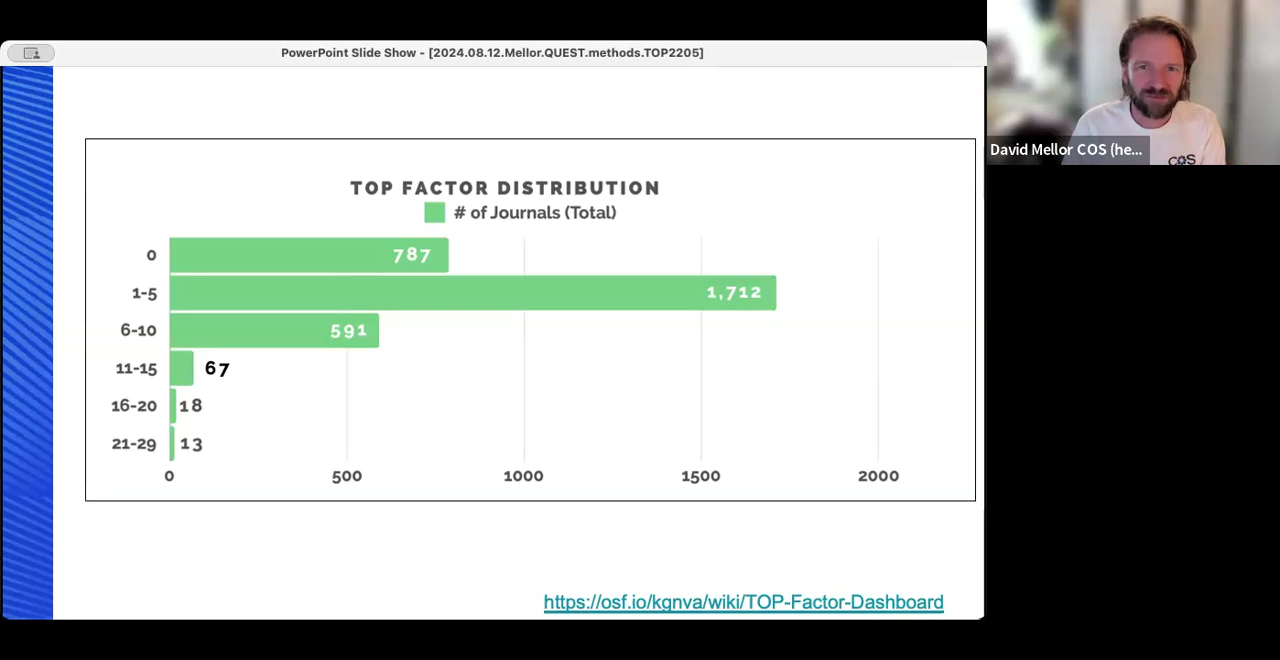 PowerPoint Slide Show - [2024.08.12.Mellor.QUEST.methods.TOP2205]
David Mellor COS (he...
COS
TOP FACTOR DISTRIBUTION
# of Journals (Total)
0 787
1-5 1,712
6-10 591
11-15 67
16-20 18
21-29 13
0 500 1000 1500 2000
https://osf.io/kgnva/wiki/TOP-Factor-Dashboard